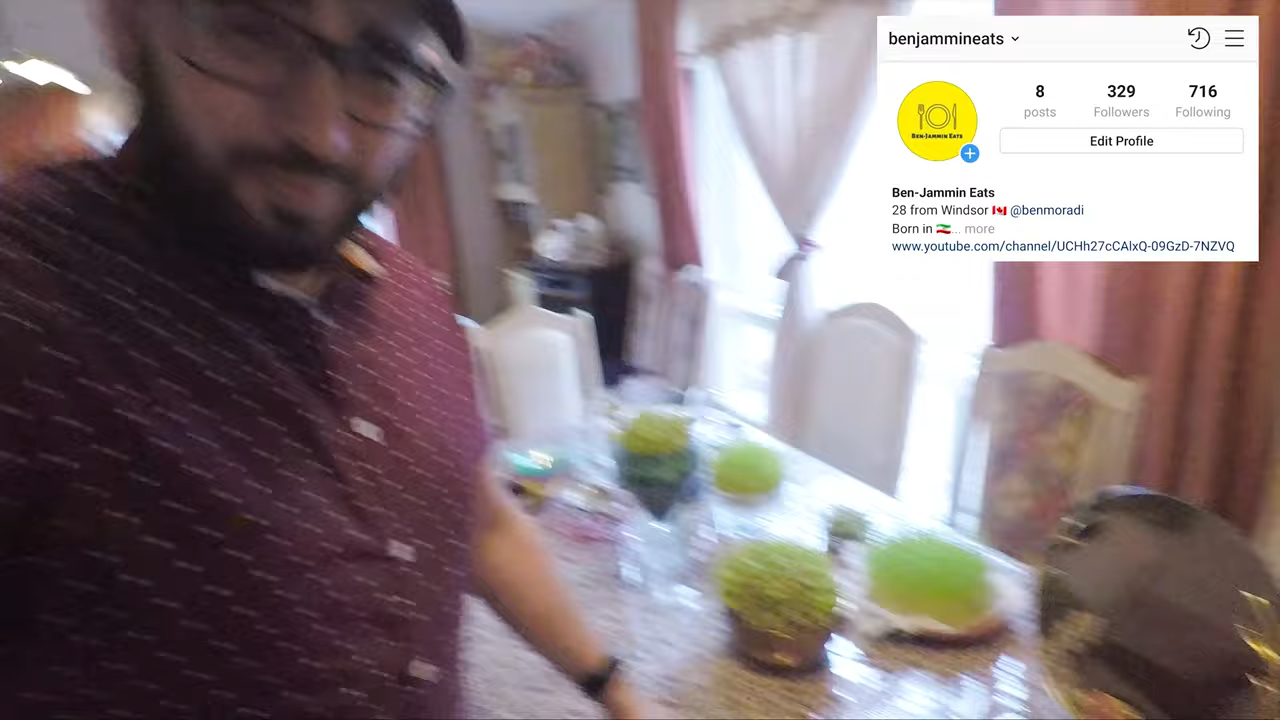 benjammineats
8
329
716
posts
Followers
Following
Edit Profile
BEN-JAMMIN EATS
Ben-Jammin Eats
28 from Windsor 🇨🇦 @benmoradi
Born in 🇮🇷... more
www.youtube.com/channel/UCHh27cCAlxQ-09GzD-7NZVQ